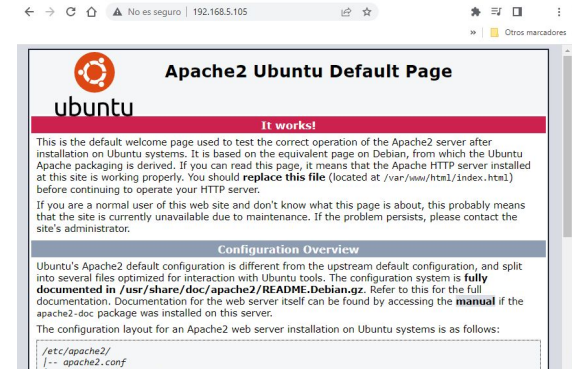 No es seguro 192.168.5.105
» Otros marcadores
Apache2 Ubuntu Default Page
ubuntu
It works!
This is the default welcome page used to test the correct operation of the Apache2 server after
installation on Ubuntu systems. It is based on the equivalent page on Debian, from which the Ubuntu
Apache packaging is derived. If you can read this page, it means that the Apache HTTP server installed
at this site is working properly. You should replace this file (located at /var/www/html/index.html)
before continuing to operate your HTTP server.
If you are a normal user of this web site and don't know what this page is about, this probably means
that the site is currently unavailable due to maintenance. If the problem persists, please contact the
site's administrator.
Configuration Overview
Ubuntu's Apache2 default configuration is different from the upstream default configuration, and split
into several files optimized for interaction with Ubuntu tools. The configuration system is fully
documented in /usr/share/doc/apache2/README.Debian.gz. Refer to this for the full
documentation. Documentation for the web server itself can be found by accessing the manual if the
apache2-doc package was installed on this server.
The configuration layout for an Apache2 web server installation on Ubuntu systems is as follows:
/etc/apache2/
|-- apache2.conf